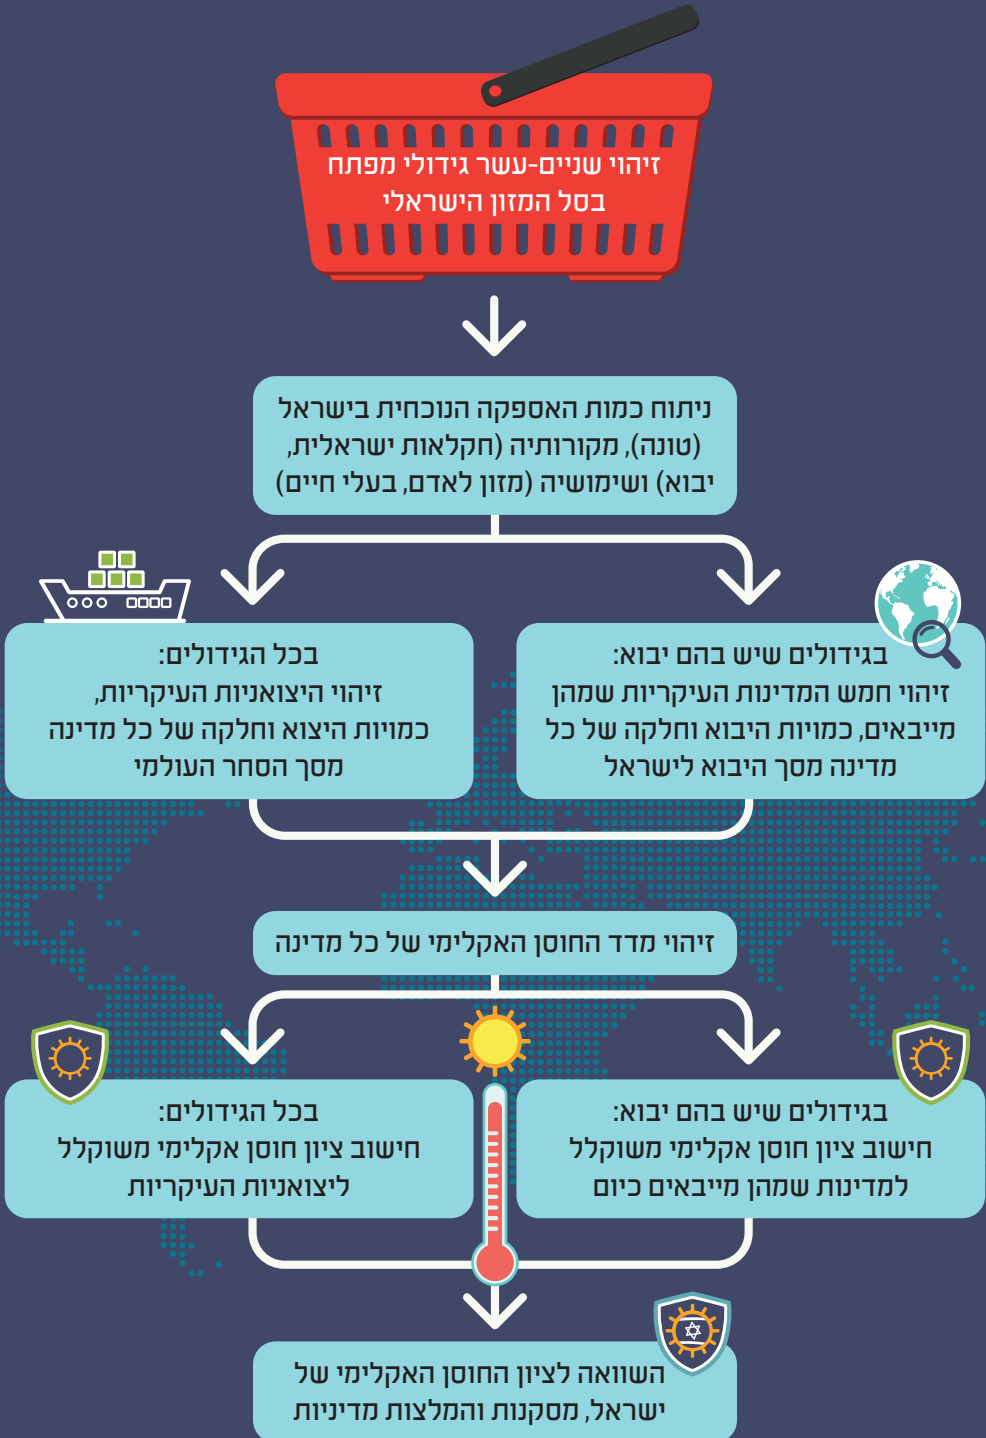 זיהוי שניים-עשר גידולי מפתח
בסל המזון הישראלי
ניתוח כמות האספקה הנוכחית בישראל
(טונה), מקורותיה (חקלאות ישראלית,
יבוא) ושימושיה (מזון לאדם, בעלי חיים)
בגידולים שיש בהם יבוא:
זיהוי חמש המדינות העיקריות שמהן
מייבאים, כמויות היבוא וחלקה של כל
מדינה מסך היבוא לישראל
בכל הגידולים:
זיהוי היצואניות העיקריות,
כמויות היצוא וחלקה של כל מדינה
מסך הסחר העולמי
זיהוי מדד החוסן האקלימי של כל מדינה
בגידולים שיש בהם יבוא:
חישוב ציון חוסן אקלימי משוקלל
למדינות שמהן מייבאים כיום
בכל הגידולים:
חישוב ציון חוסן אקלימי משוקלל
ליצואניות העיקריות
השוואה לציון החוסן האקלימי של
ישראל, מסקנות והמלצות מדיניות